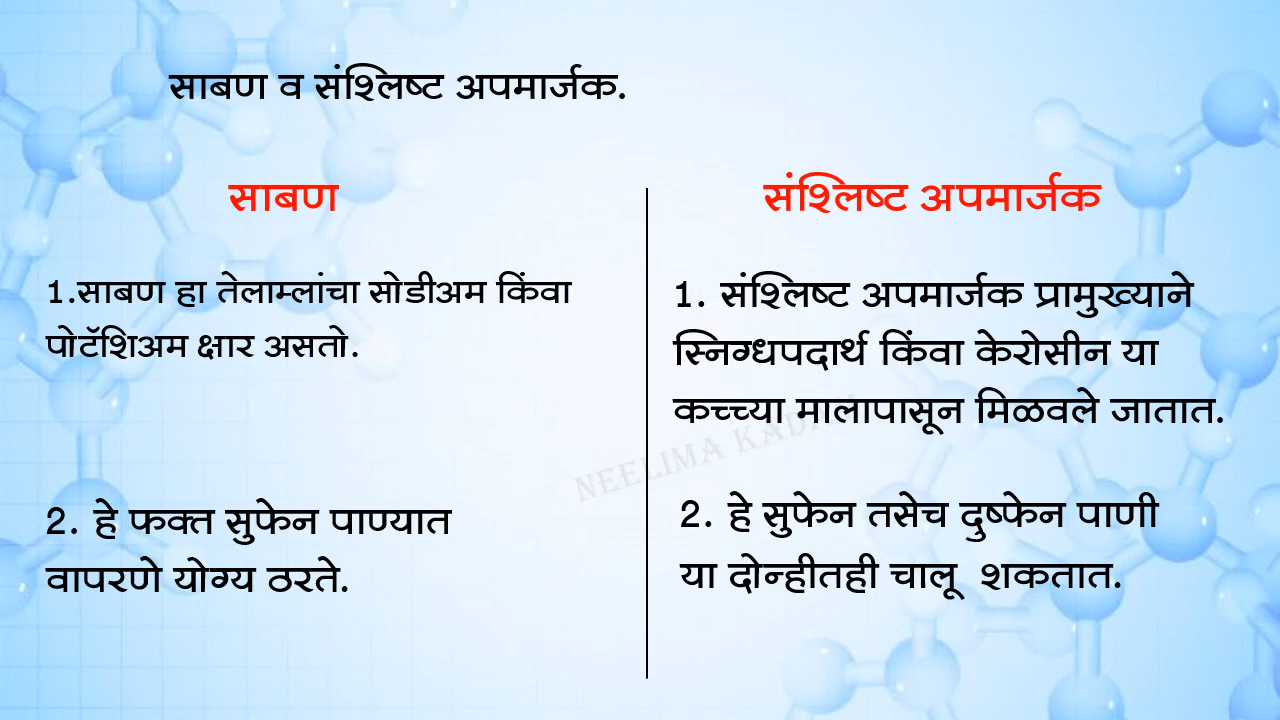 साबण व संश्लिष्ट अपमार्जक.
साबण
1.साबण हा तेलाम्लांचा सोडीअम किंवा
पोटॅशिअम क्षार असतो.
2. हे फक्त सुफेन पाण्यात
वापरणे योग्य ठरते.
संश्लिष्ट अपमार्जक
1. संश्लिष्ट अपमार्जक प्रामुख्याने
स्निग्धपदार्थ किंवा केरोसीन या
कच्च्या मालापासून मिळवले जातात.
2. हे सुफेन तसेच दुष्फेन पाणी
या दोन्हीतही चालू शकतात.
NEELIMA